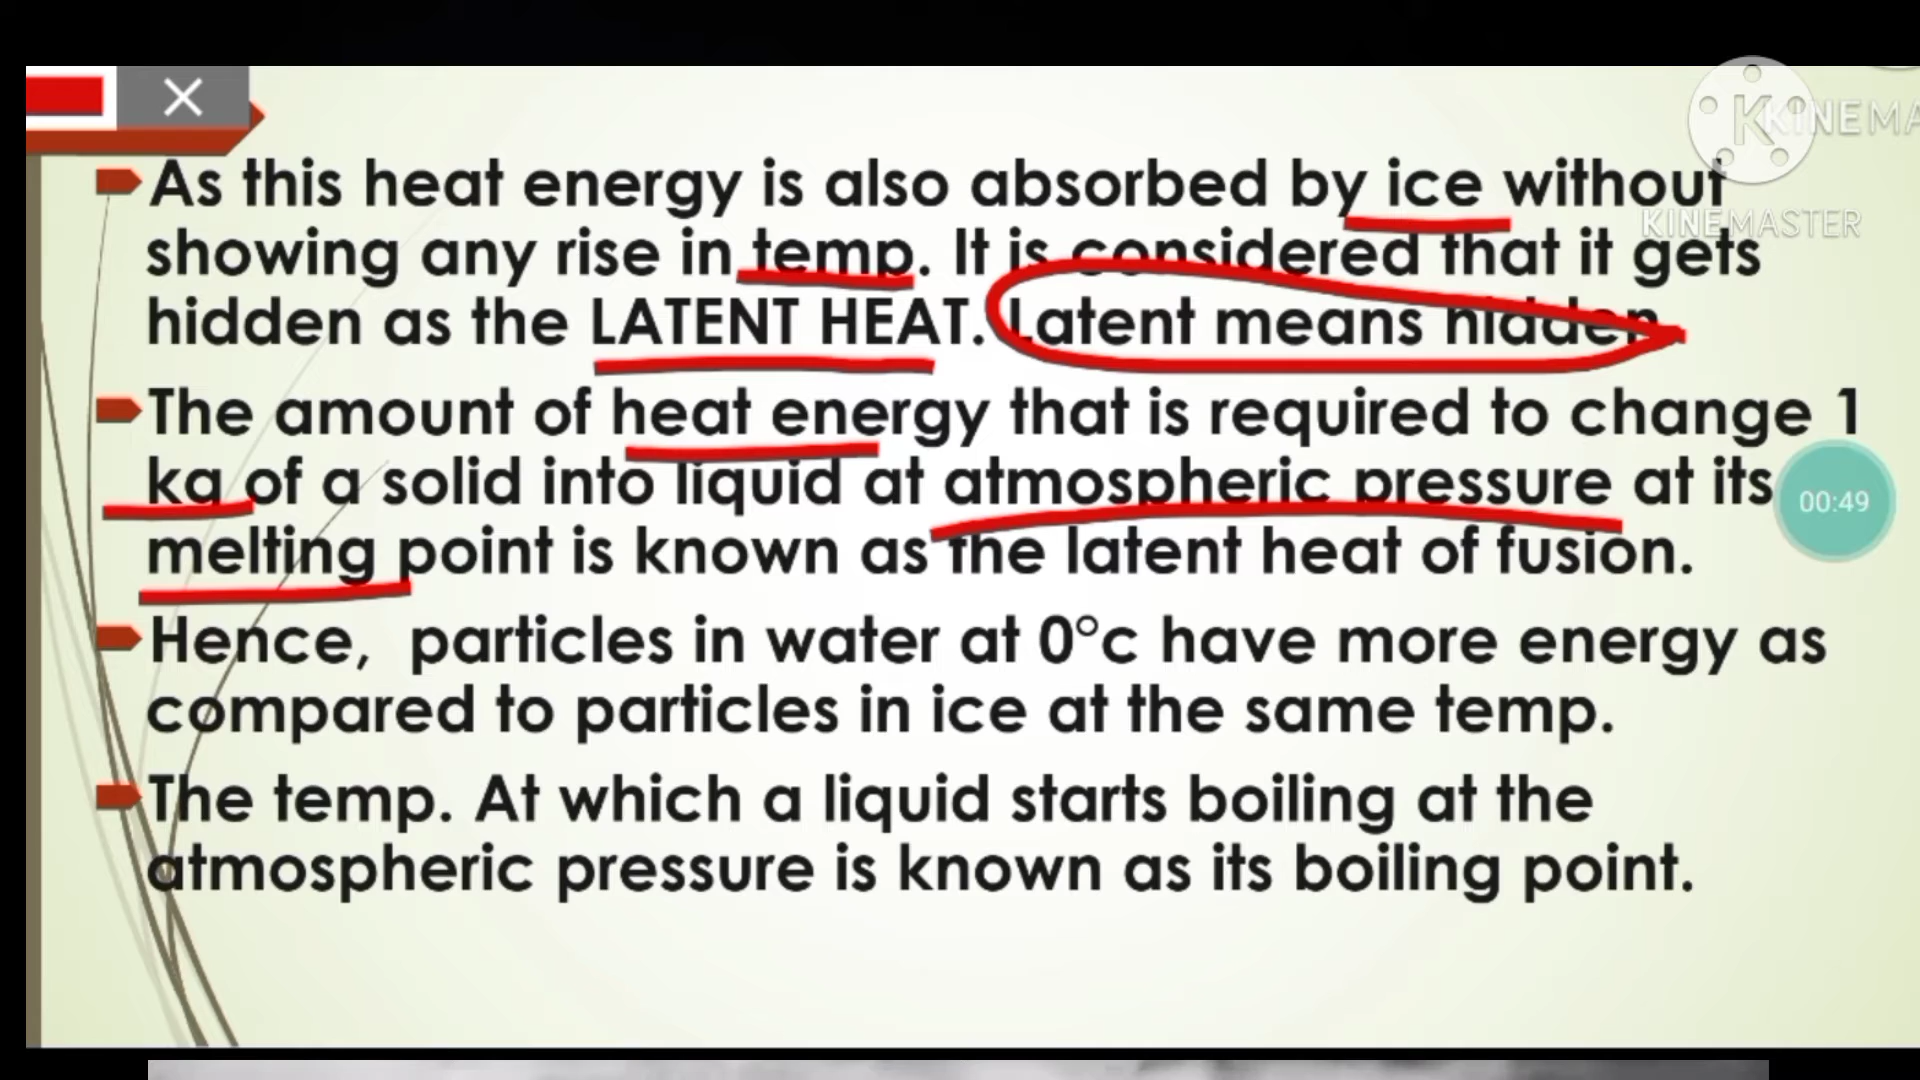 KINEMA
KINEMASTER
As this heat energy is also absorbed by ice without
showing any rise in temp. It is considered that it gets
hidden as the LATENT HEAT. Latent means hidden.
The amount of heat energy that is required to change 1
kg of a solid into liquid at atmospheric pressure at its
melting point is known as the latent heat of fusion.
00:49
Hence, particles in water at 0°c have more energy as
compared to particles in ice at the same temp.
The temp. At which a liquid starts boiling at the
atmospheric pressure is known as its boiling point.